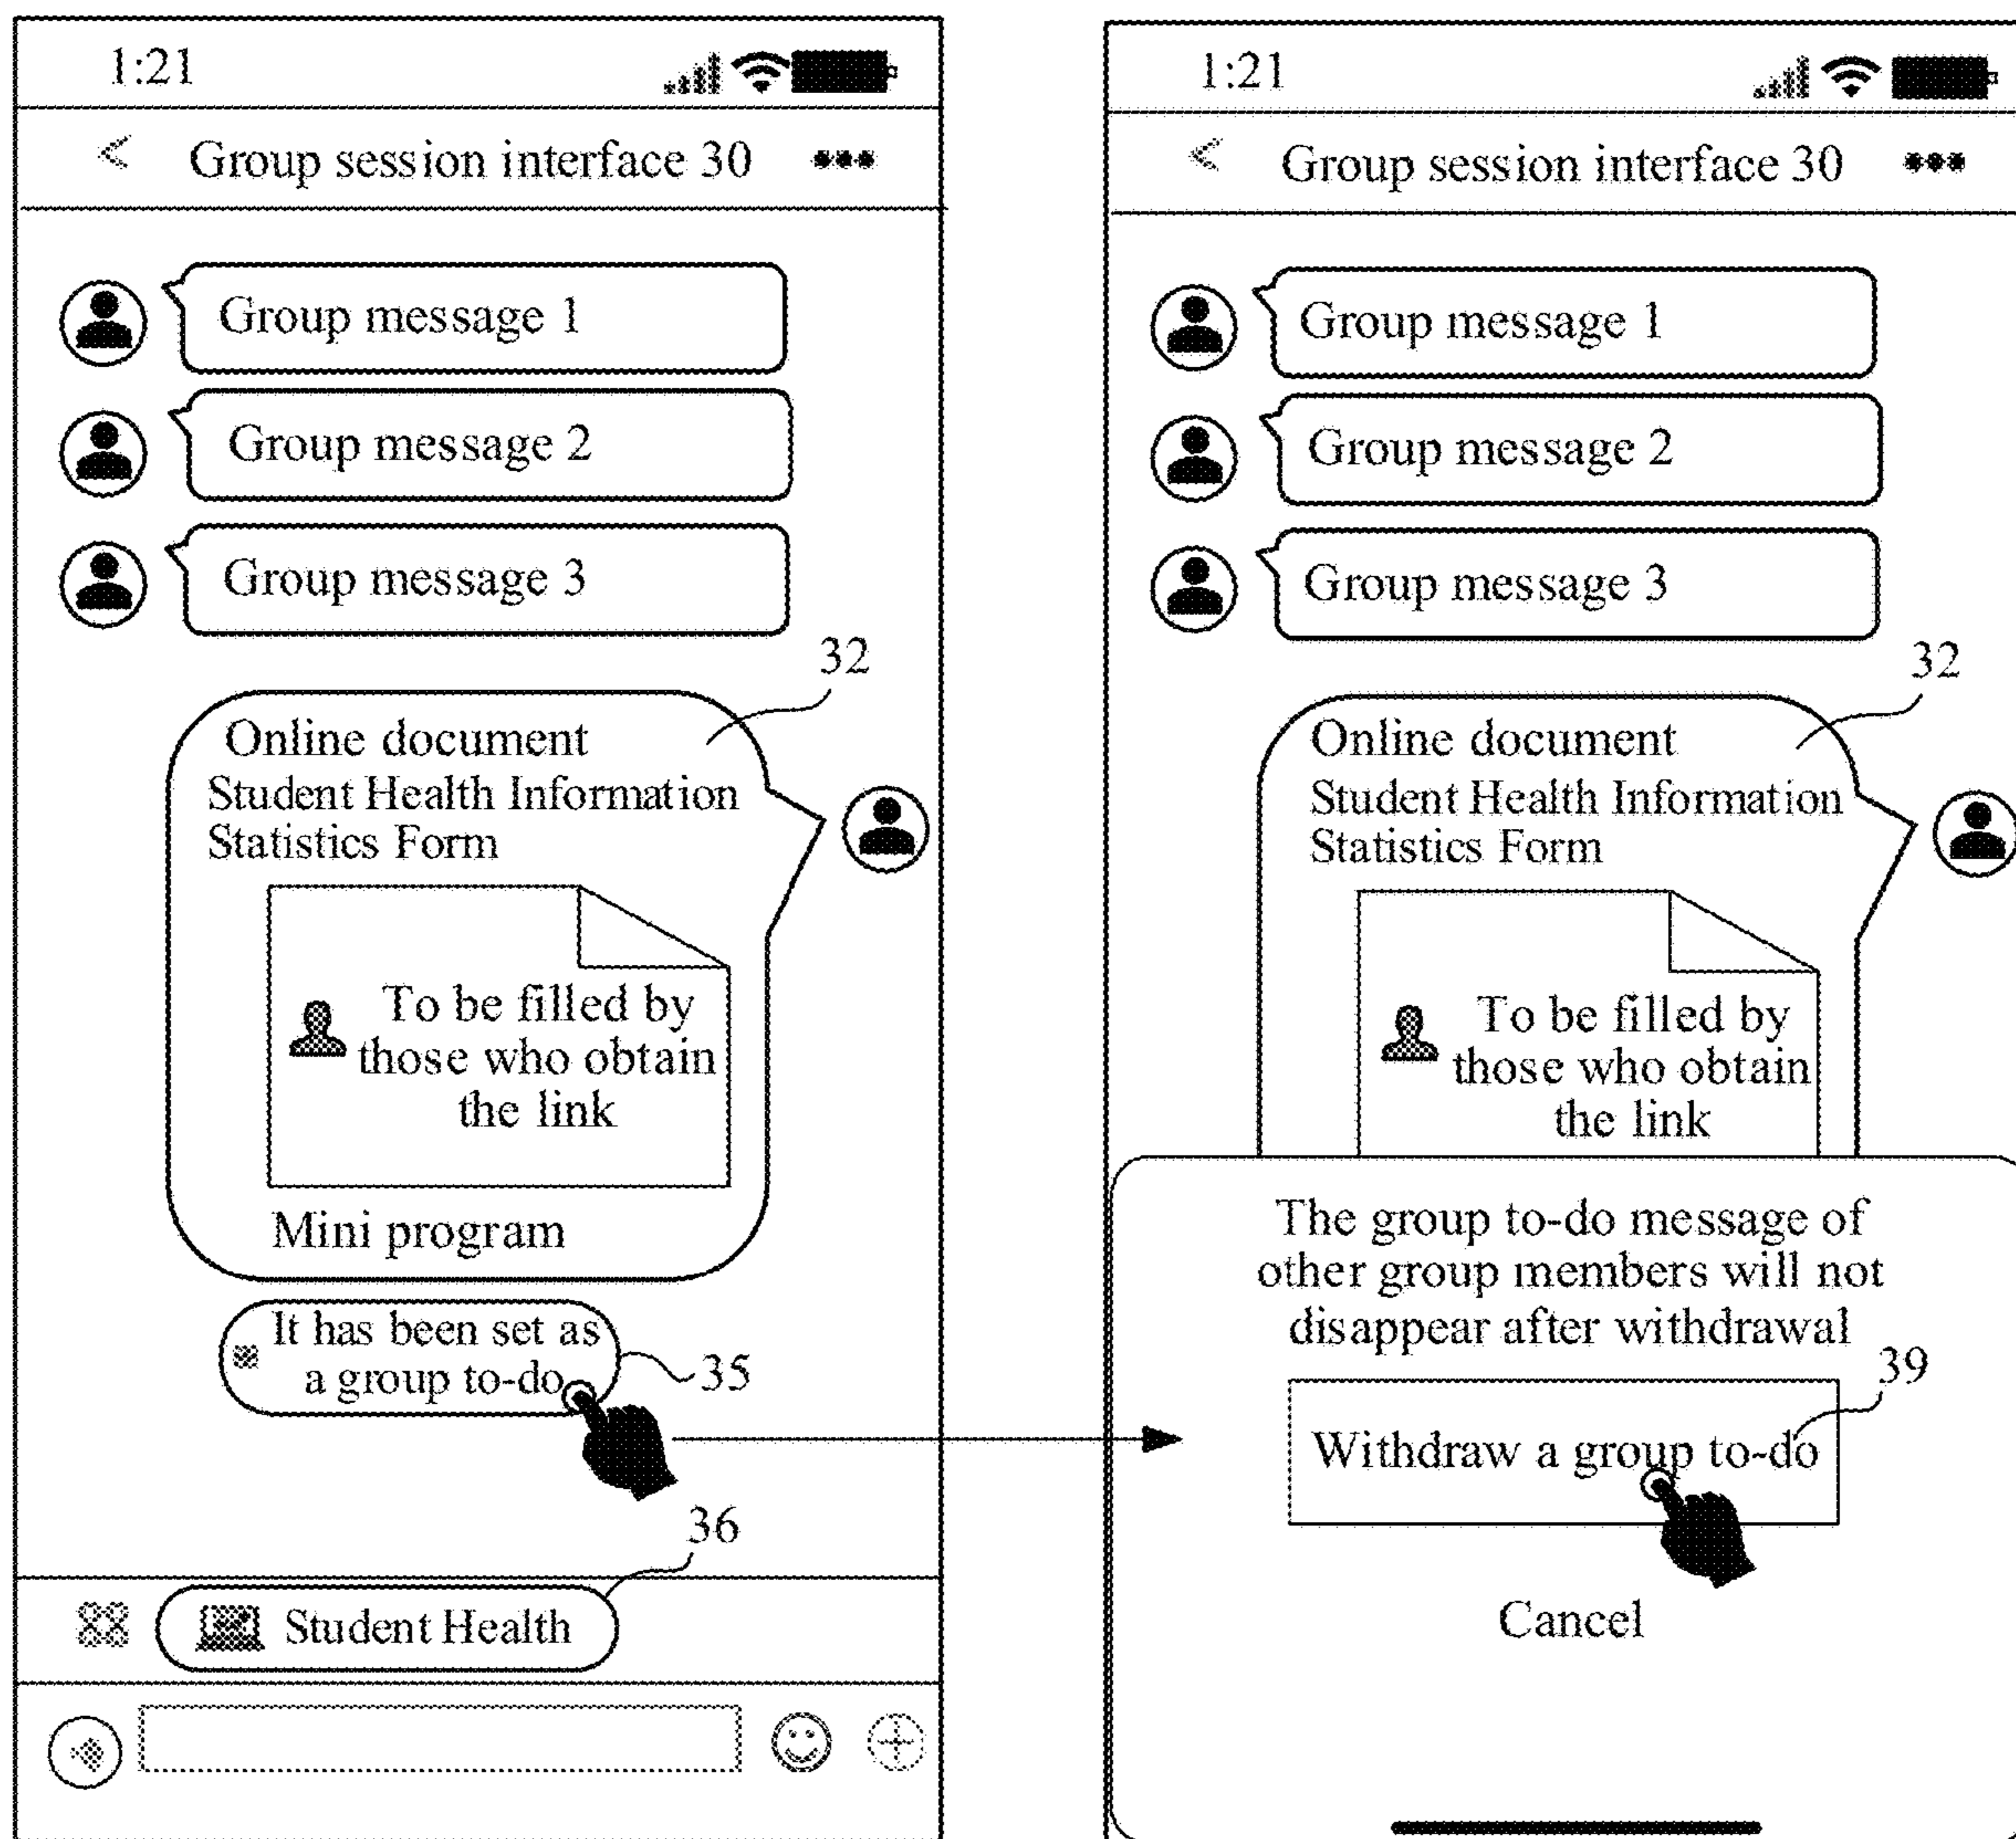 1:21
< Group session interface 30
Group message 1
Group message 2
Group message 3
32
Online document
Student Health Information
Statistics Form
To be filled by
those who obtain
the link
Mini program
It has been set as
a group to-do
35
36
Student Health
1:21
< Group session interface 30
Group message 1
Group message 2
Group message 3
32
Online document
Student Health Information
Statistics Form
To be filled by
those who obtain
the link
The group to-do message of
other group members will not
disappear after withdrawal
39
Withdraw a group to-do
Cancel